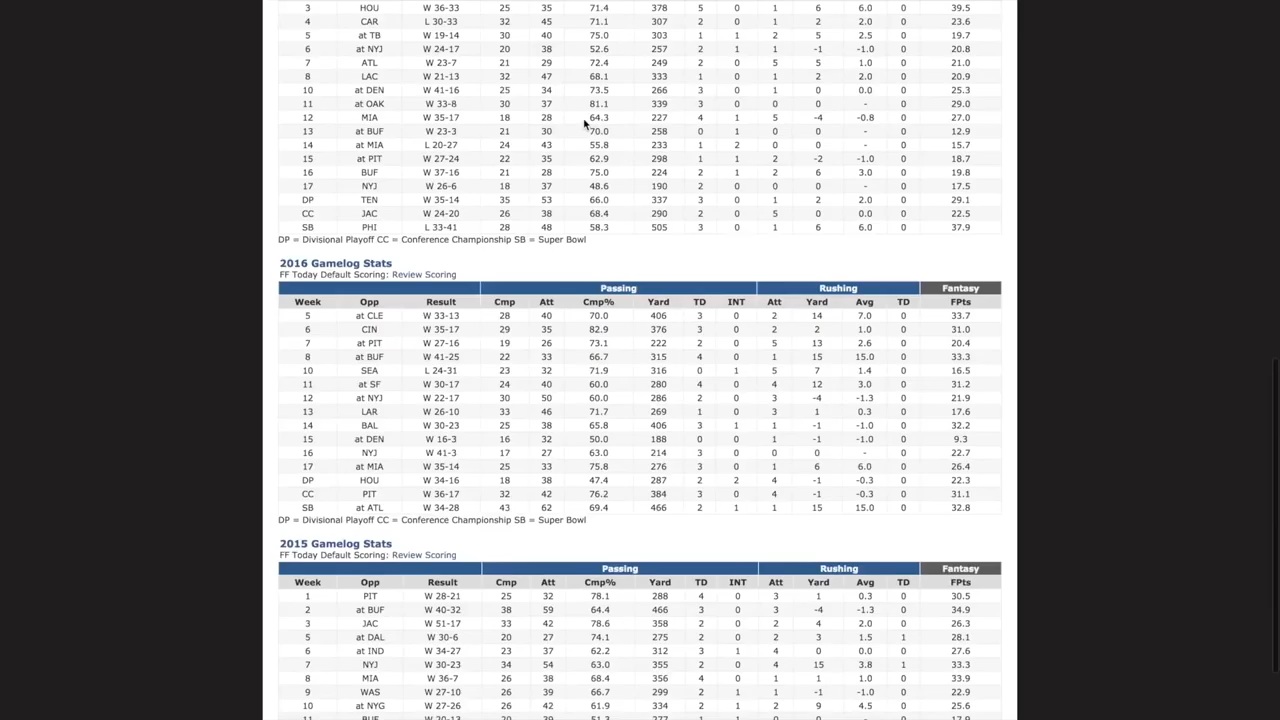 3 HOU W 36-33 25 35 71.4 378 5 0 1 6 6.0 0 39.5
4 CAR L 30-33 32 45 71.1 307 2 0 1 2 2.0 0 23.6
5 at TB W 19-14 30 40 75.0 303 1 1 2 5 2.5 0 19.7
6 at NYJ W 24-17 20 38 52.6 257 2 1 1 -1 -1.0 0 20.8
7 ATL W 23-7 21 29 72.4 249 2 0 5 5 1.0 0 21.0
8 LAC W 21-13 32 47 68.1 333 1 0 1 2 2.0 0 20.9
10 at DEN W 41-16 25 34 73.5 266 3 0 1 0 0.0 0 25.3
11 at OAK W 33-8 30 37 81.1 339 3 0 0 0 - 0 29.0
12 MIA W 35-17 18 28 64.3 227 4 1 5 -4 -0.8 0 27.0
13 at BUF W 23-3 21 30 70.0 258 0 1 0 0 - 0 12.9
14 at MIA L 20-27 24 43 55.8 233 1 2 0 0 - 0 15.7
15 at PIT W 27-24 22 35 62.9 298 1 1 2 -2 -1.0 0 18.7
16 BUF W 37-16 21 28 75.0 224 2 1 2 6 3.0 0 19.8
17 NYJ W 26-6 18 37 48.6 190 2 0 0 0 - 0 17.5
DP TEN W 35-14 35 53 66.0 337 3 0 1 2 2.0 0 29.1
CC JAC W 24-20 26 38 68.4 290 2 0 5 0 0.0 0 22.5
SB PHI L 33-41 28 48 58.3 505 3 0 1 6 6.0 0 37.9
DP = Divisional Playoff CC = Conference Championship SB = Super Bowl
2016 Gamelog Stats
FF Today Default Scoring: Review Scoring
Passing Rushing Fantasy
Week Opp Result Cmp Att Cmp% Yard TD INT Att Yard Avg TD FPts
5 at CLE W 33-13 28 40 70.0 406 3 0 2 14 7.0 0 33.7
6 CIN W 35-17 29 35 82.9 376 3 0 2 2 1.0 0 31.0
7 at PIT W 27-16 19 26 73.1 222 2 0 5 13 2.6 0 20.4
8 at BUF W 41-25 22 33 66.7 315 4 0 1 15 15.0 0 33.3
10 SEA L 24-31 23 32 71.9 316 0 1 5 7 1.4 0 16.5
11 at SF W 30-17 24 40 60.0 280 4 0 4 12 3.0 0 31.2
12 at NYJ W 22-17 30 50 60.0 286 2 0 3 -4 -1.3 0 21.9
13 LAR W 26-10 33 46 71.7 269 1 0 3 1 0.3 0 17.6
14 BAL W 30-23 25 38 65.8 406 3 1 1 -1 -1.0 0 32.2
15 at DEN W 16-3 16 32 50.0 188 0 0 1 -1 -1.0 0 9.3
16 NYJ W 41-3 17 27 63.0 214 3 0 0 0 - 0 22.7
17 at MIA W 35-14 25 33 75.8 276 3 0 1 6 6.0 0 26.4
DP HOU W 34-16 18 38 47.4 287 2 2 4 -1 -0.3 0 22.3
CC PIT W 36-17 32 42 76.2 384 3 0 4 -1 -0.3 0 31.1
SB at ATL W 34-28 43 62 69.4 466 2 1 1 15 15.0 0 32.8
DP = Divisional Playoff CC = Conference Championship SB = Super Bowl
2015 Gamelog Stats
FF Today Default Scoring: Review Scoring
Passing Rushing Fantasy
Week Opp Result Cmp Att Cmp% Yard TD INT Att Yard Avg TD FPts
1 PIT W 28-21 25 32 78.1 288 4 0 3 1 0.3 0 30.5
2 at BUF W 40-32 38 59 64.4 466 3 0 3 -4 -1.3 0 34.9
3 JAC W 51-17 33 42 78.6 358 2 0 2 4 2.0 0 26.3
5 at DAL W 30-6 20 27 74.1 275 2 0 2 3 1.5 1 28.1
6 at IND W 34-27 23 37 62.2 312 3 1 4 0 0.0 0 27.6
7 NYJ W 30-23 34 54 63.0 355 2 0 4 15 3.8 1 33.3
8 MIA W 36-7 26 38 68.4 356 4 0 1 1 1.0 0 33.9
9 WAS W 27-10 26 39 66.7 299 2 1 1 -1 -1.0 0 22.9
10 at NYG W 27-26 26 42 61.9 334 2 1 2 9 4.5 0 25.6
11 BUF W 20-13 20 39 51.3 277 1 1 0 0 - 0 17.9